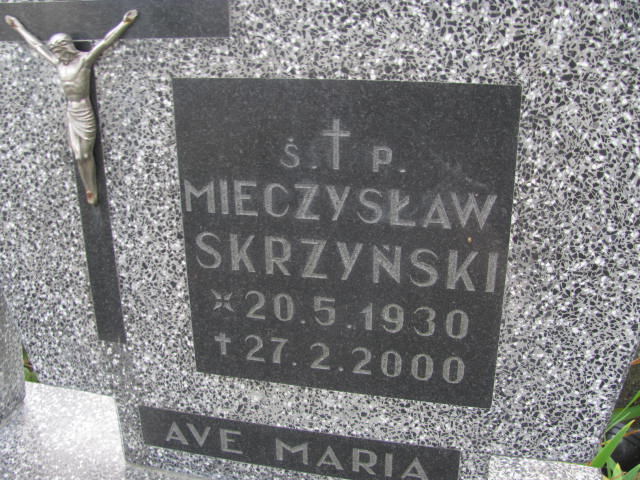 Ś. † P.
MIECZYSŁAW
SKRZYŃSKI
¤ 20.5.1930
† 27.2.2000
AVE MARIA